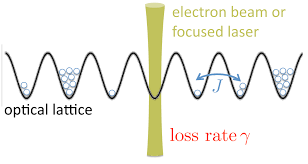 electron beam or
focused laser
J
optical lattice
loss rate γ